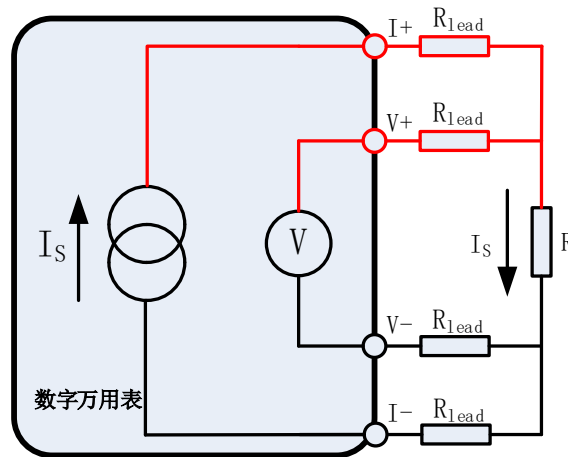 I+ R_lead
V+ R_lead
I_S V I_S R
V- R_lead
数字万用表 I- R_lead